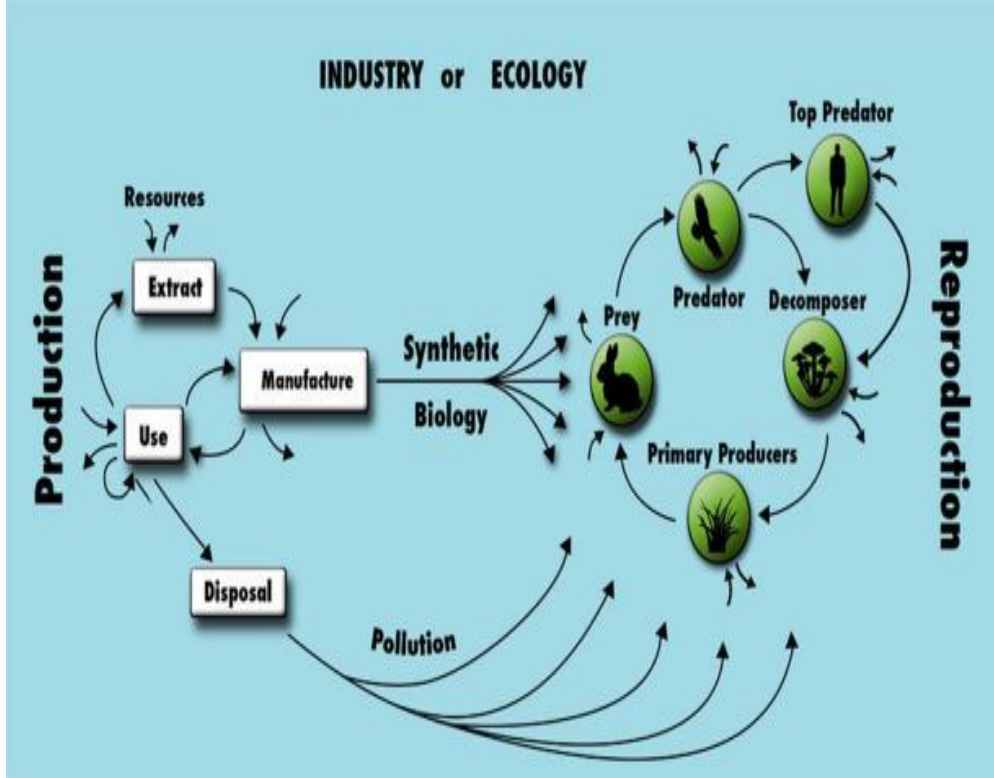 INDUSTRY or ECOLOGY
Top Predator
Resources
Production
Extract
Predator
Decomposer
Reproduction
Prey
Synthetic
Manufacture
Biology
Use
Primary Producers
Disposal
Pollution